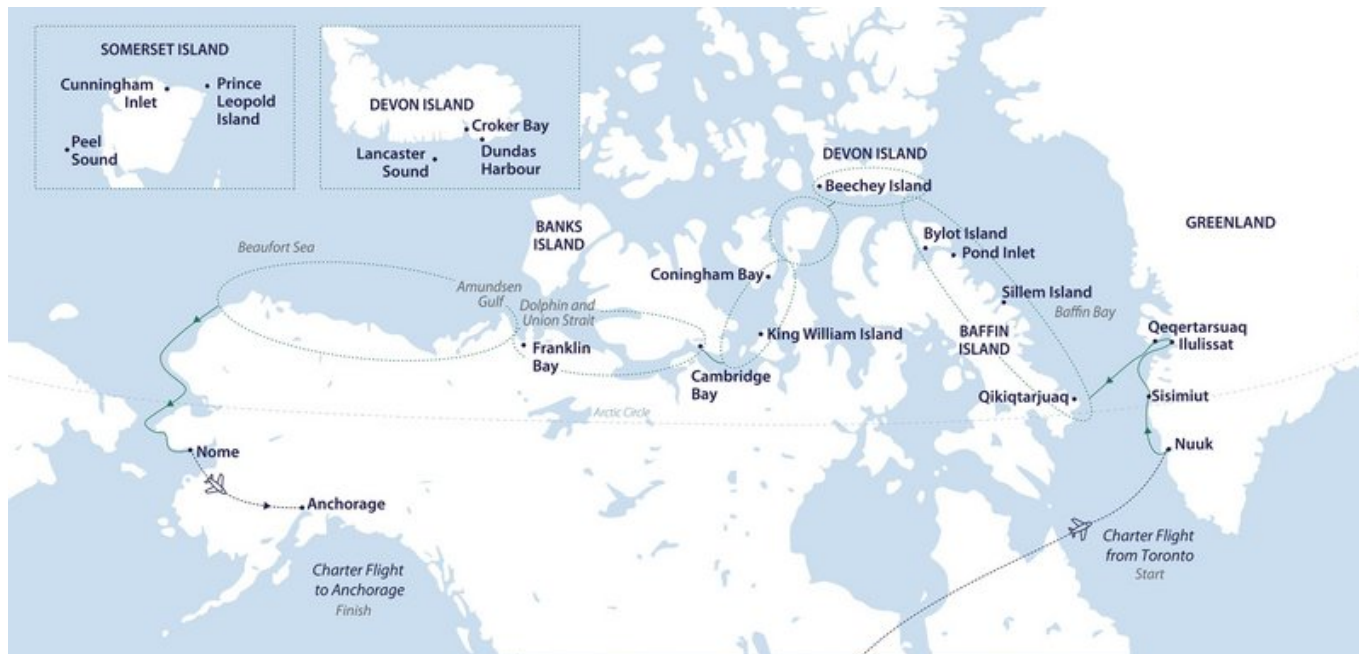 SOMERSET ISLAND
Cunningham
Inlet
Prince
Leopold
Island
Peel
Sound
DEVON ISLAND
Croker Bay
Lancaster
Sound
Dundas
Harbour
DEVON ISLAND
Beechey Island
BANKS
ISLAND
GREENLAND
Bylot Island
Pond Inlet
Beaufort Sea
Coningham Bay
Amundsen
Gulf
Sillem Island
Dolphin and
Union Strait
Baffin Bay
King William Island
BAFFIN
ISLAND
Qeqertarsuaq
Ilulissat
Franklin
Bay
Cambridge
Bay
Qikiqtarjuaq
Sisimiut
Arctic Circle
Nome
Nuuk
Anchorage
Charter Flight
from Toronto
Start
Charter Flight
to Anchorage
Finish